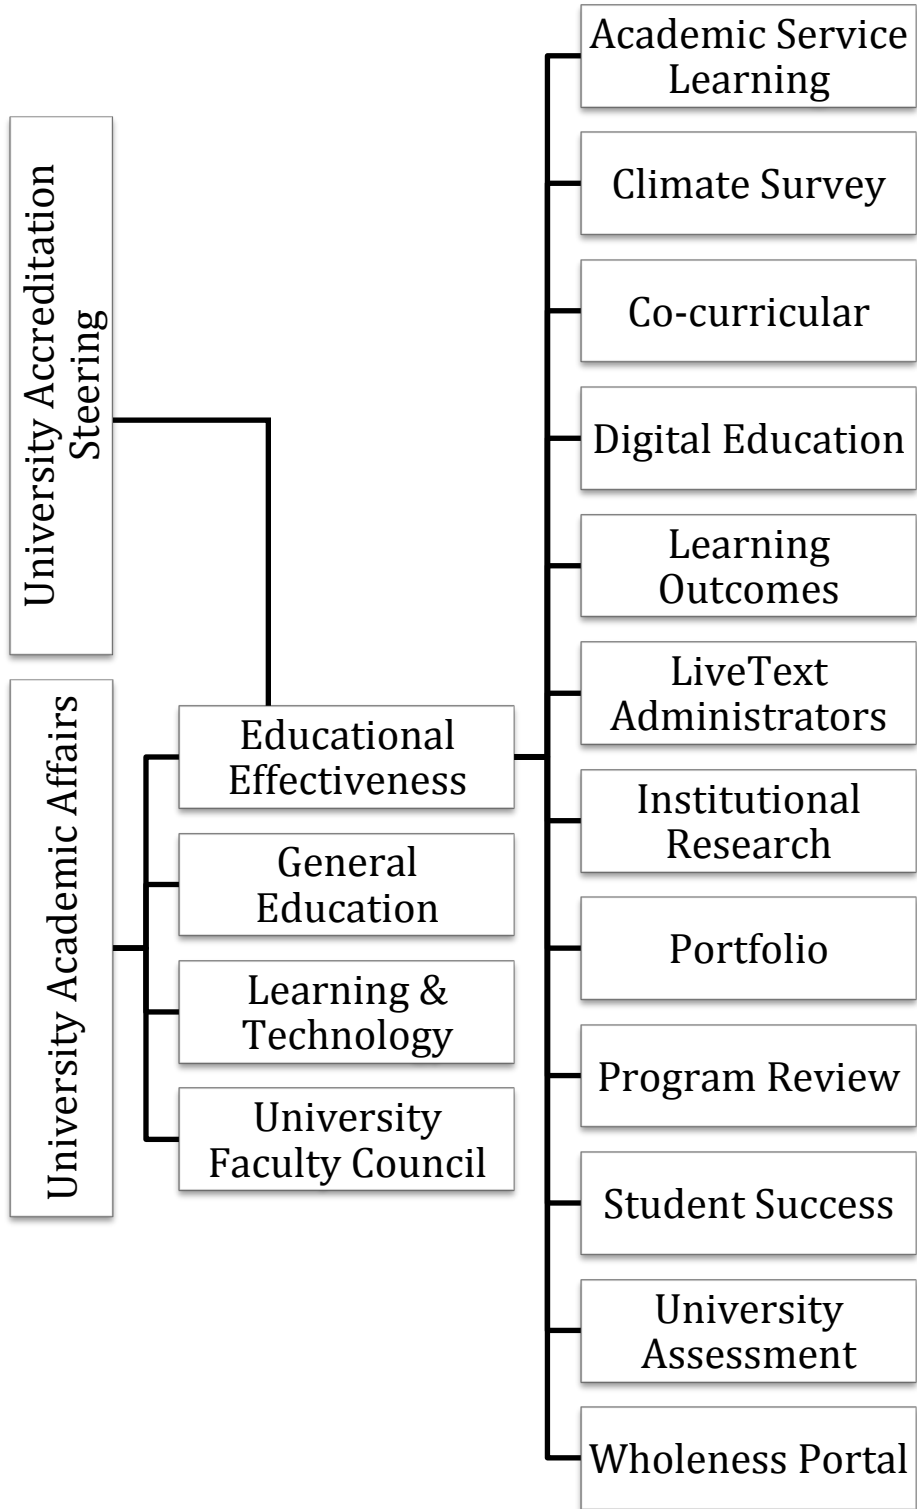 University Accreditation
Steering
University Academic Affairs
Educational
Effectiveness
General
Education
Learning &
Technology
University
Faculty Council
Academic Service
Learning
Climate Survey
Co-curricular
Digital Education
Learning
Outcomes
LiveText
Administrators
Institutional
Research
Portfolio
Program Review
Student Success
University
Assessment
Wholeness Portal